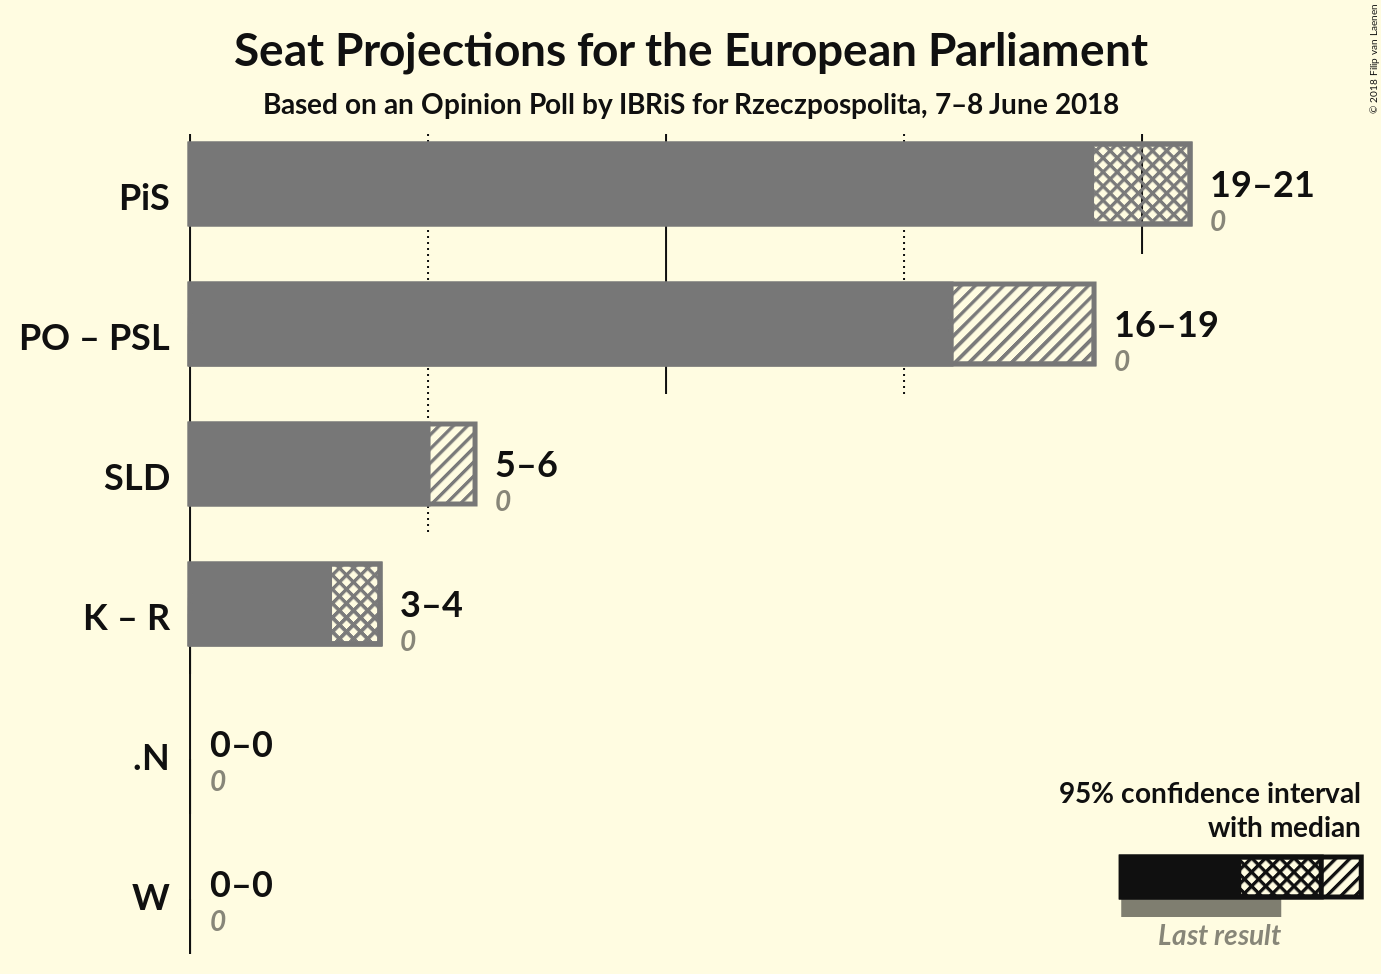 Seat Projections for the European Parliament
Based on an Opinion Poll by IBRiS for Rzeczpospolita, 7–8 June 2018
© 2018 Filip van Laenen
PiS
19–21
0
PO – PSL
16–19
0
SLD
5–6
0
K – R
3–4
0
.N
0–0
0
W
0–0
0
95% confidence interval
with median
Last result